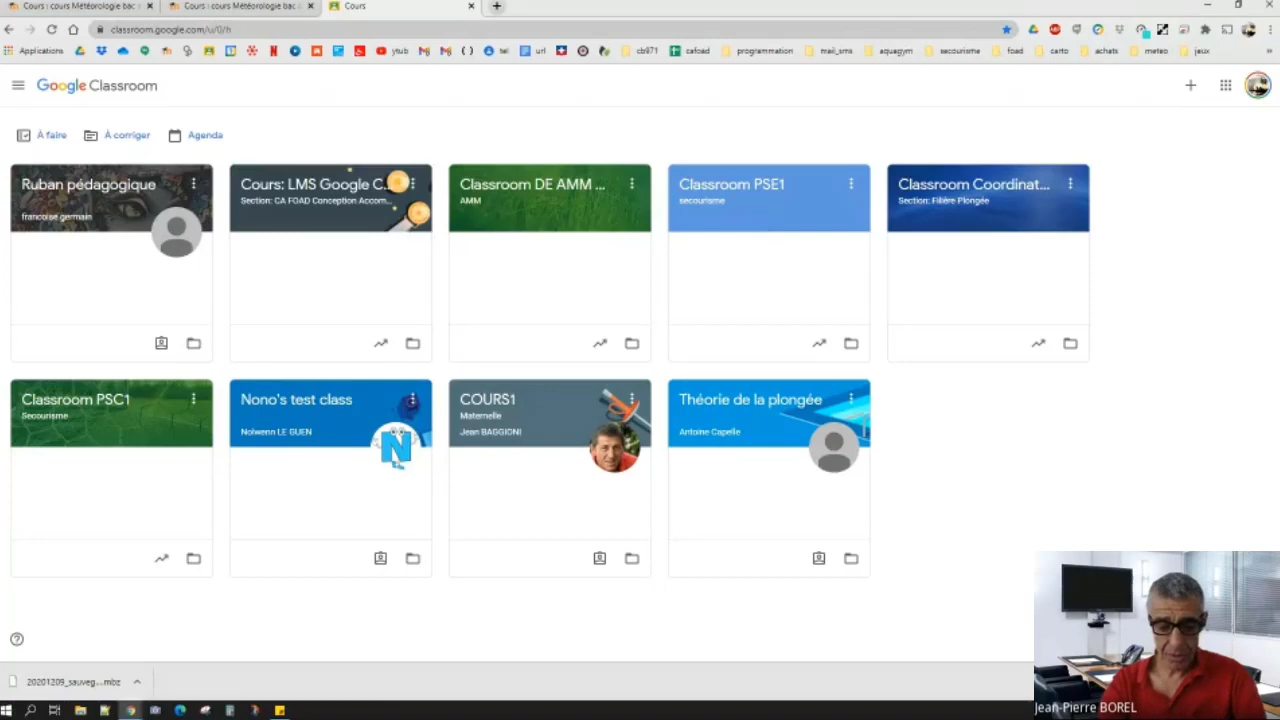 Cours : cours Météorologie bac
Cours : cours Météorologie bac
Cours
classroom.google.com/u/0/h
Applications
ytub
tel
url
cb971
cafoad
programmation
mail_sms
aquagym
secourisme
foad
carto
achats
meteo
jeux
Google Classroom
À faire
À corriger
Agenda
Ruban pédagogique
francoise germain
Cours: LMS Google C...
Section: CA FOAD Conception Accom...
Classroom DE AMM ...
AMM
Classroom PSE1
secourisme
Classroom Coordinat...
Section: Filière Plongée
Classroom PSC1
Secourisme
Nono's test class
Nolwenn LE GUEN
N
COURS1
Maternelle
Jean BAGGIONI
Théorie de la plongée
Antoine Capelle
20201209_sauveg....mbz
Jean-Pierre BOREL